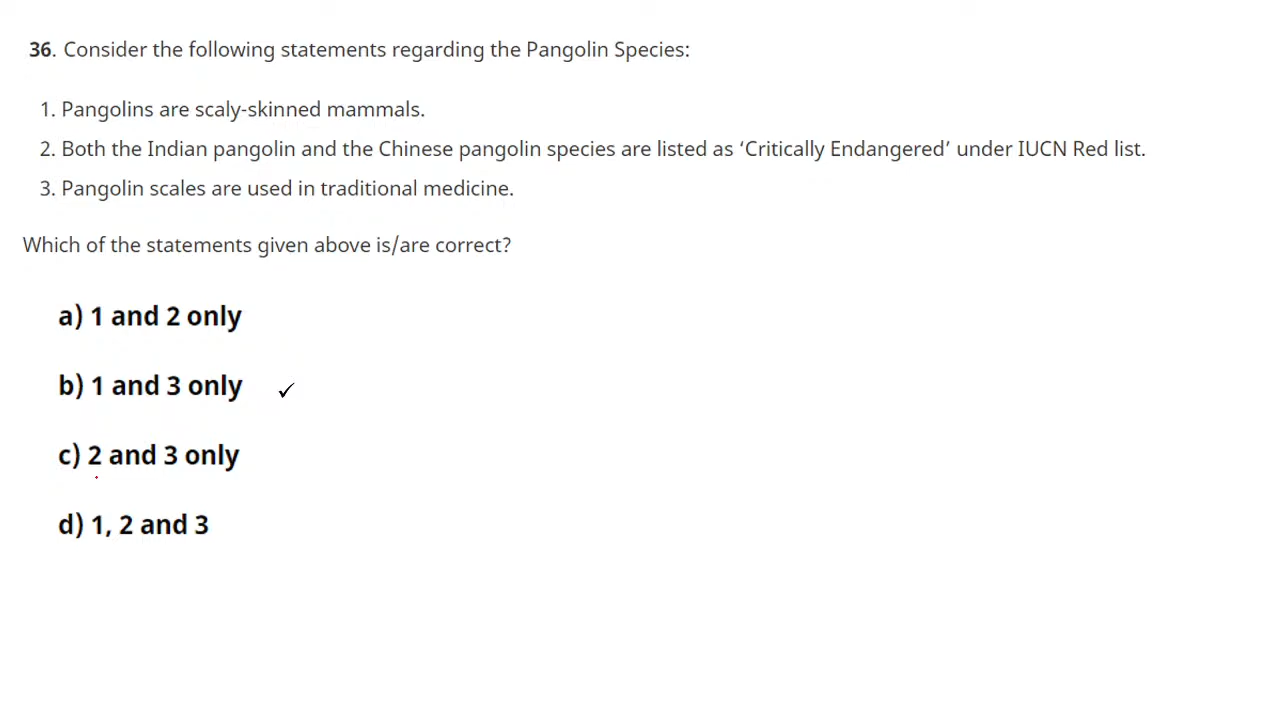 36. Consider the following statements regarding the Pangolin Species:
1. Pangolins are scaly-skinned mammals.
2. Both the Indian pangolin and the Chinese pangolin species are listed as ‘Critically Endangered’ under IUCN Red list.
3. Pangolin scales are used in traditional medicine.
Which of the statements given above is/are correct?
a) 1 and 2 only
b) 1 and 3 only ✓
c) 2 and 3 only
d) 1, 2 and 3